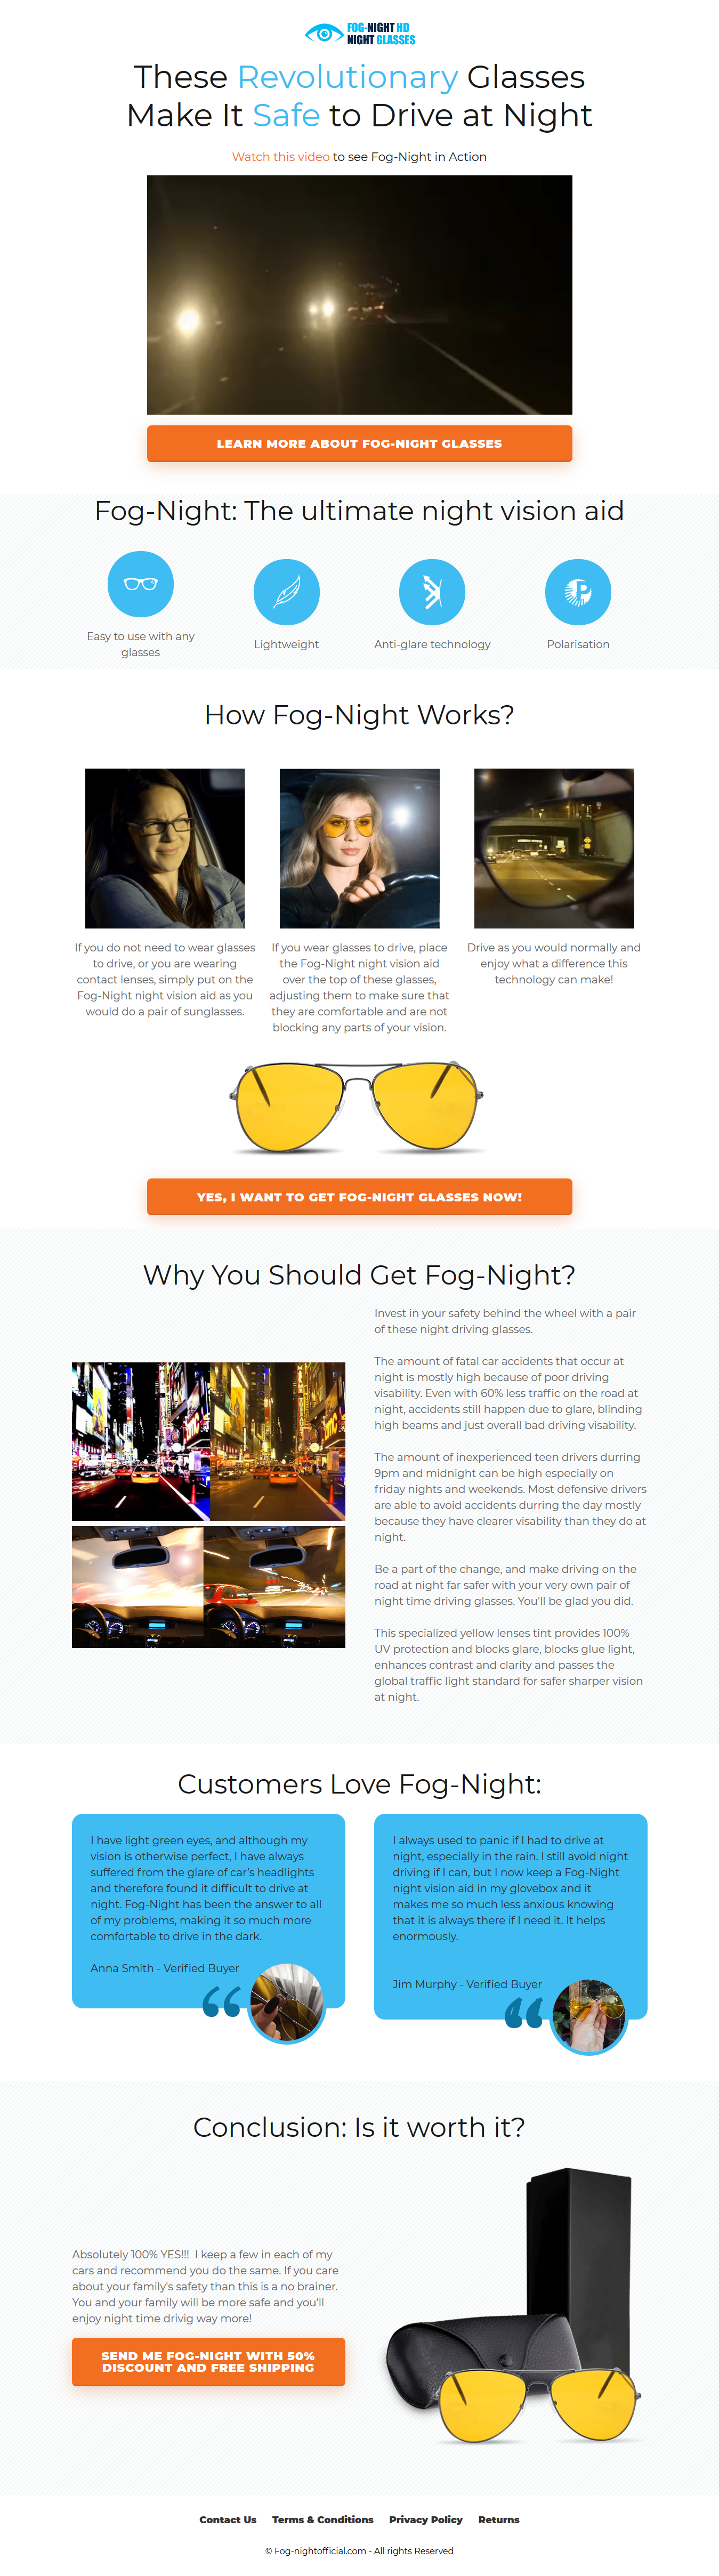 FOG-NIGHT HD
NIGHT GLASSES
These Revolutionary Glasses
Make It Safe to Drive at Night
Watch this video to see Fog-Night in Action
LEARN MORE ABOUT FOG-NIGHT GLASSES
Fog-Night: The ultimate night vision aid
Easy to use with any
glasses
Lightweight
Anti-glare technology
Polarisation
How Fog-Night Works?
If you do not need to wear glasses
to drive, or you are wearing
contact lenses, simply put on the
Fog-Night night vision aid as you
would do a pair of sunglasses.
If you wear glasses to drive, place
the Fog-Night night vision aid
over the top of these glasses,
adjusting them to make sure that
they are comfortable and are not
blocking any parts of your vision.
Drive as you would normally and
enjoy what a difference this
technology can make!
YES, I WANT TO GET FOG-NIGHT GLASSES NOW!
Why You Should Get Fog-Night?
Invest in your safety behind the wheel with a pair
of these night driving glasses.
The amount of fatal car accidents that occur at
night is mostly high because of poor driving
visability. Even with 60% less traffic on the road at
night, accidents still happen due to glare, blinding
high beams and just overall bad driving visability.
The amount of inexperienced teen drivers durring
9pm and midnight can be high especially on
friday nights and weekends. Most defensive drivers
are able to avoid accidents durring the day mostly
because they have clearer visability than they do at
night.
Be a part of the change, and make driving on the
road at night far safer with your very own pair of
night time driving glasses. You'll be glad you did.
This specialized yellow lenses tint provides 100%
UV protection and blocks glare, blocks glue light,
enhances contrast and clarity and passes the
global traffic light standard for safer sharper vision
at night.
Customers Love Fog-Night:
I have light green eyes, and although my
vision is otherwise perfect, I have always
suffered from the glare of car's headlights
and therefore found it difficult to drive at
night. Fog-Night has been the answer to all
of my problems, making it so much more
comfortable to drive in the dark.
Anna Smith - Verified Buyer
I always used to panic if I had to drive at
night, especially in the rain. I still avoid night
driving if I can, but I now keep a Fog-Night
night vision aid in my glovebox and it
makes me so much less anxious knowing
that it is always there if I need it. It helps
enormously.
Jim Murphy - Verified Buyer
Conclusion: Is it worth it?
Absolutely 100% YES!!! I keep a few in each of my
cars and recommend you do the same. If you care
about your family's safety than this is a no brainer.
You and your family will be more safe and you'll
enjoy night time drivig way more!
SEND ME FOG-NIGHT WITH 50%
DISCOUNT AND FREE SHIPPING
Contact Us Terms & Conditions Privacy Policy Returns
© Fog-nightofficial.com - All rights Reserved